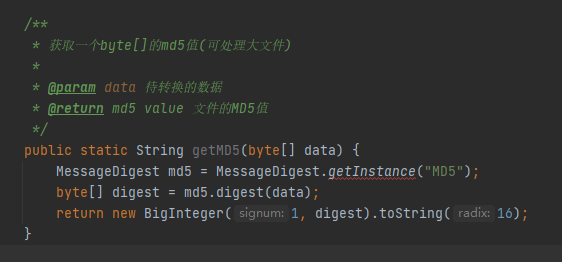 /**
 * 获取一个byte[]的md5值(可处理大文件)
 *
 * @param data 待转换的数据
 * @return md5 value 文件的MD5值
 */
public static String getMD5(byte[] data) {
    MessageDigest md5 = MessageDigest.getInstance("MD5");
    byte[] digest = md5.digest(data);
    return new BigInteger( signum: 1, digest).toString( radix: 16);
}